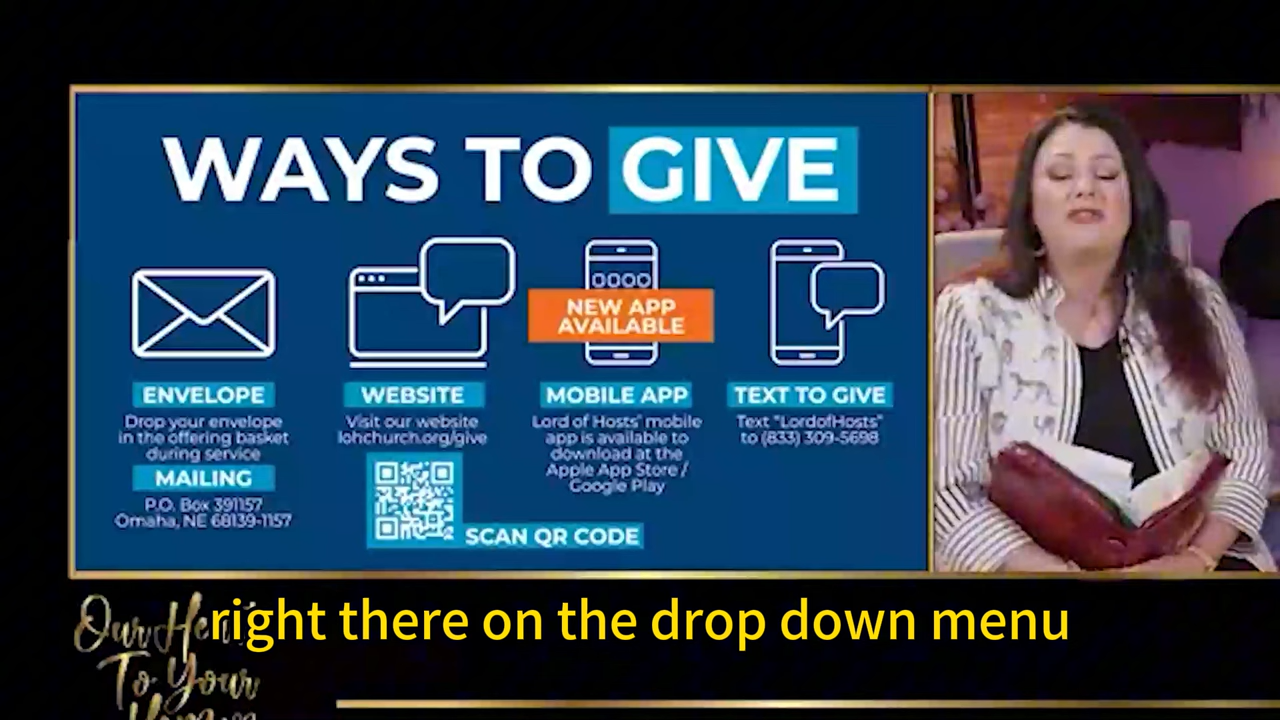 WAYS TO GIVE
NEW APP
AVAILABLE
ENVELOPE
Drop your envelope
in the offering basket
during service
MAILING
P.O. Box 391157
Omaha, NE 68139-1157
WEBSITE
Visit our website
lohchurch.org/give
SCAN QR CODE
MOBILE APP
Lord of Hosts' mobile
app is available to
download at the
Apple App Store /
Google Play
TEXT TO GIVE
Text "LordofHosts"
to (833) 309-5698
right there on the drop down menu
Our
To Your